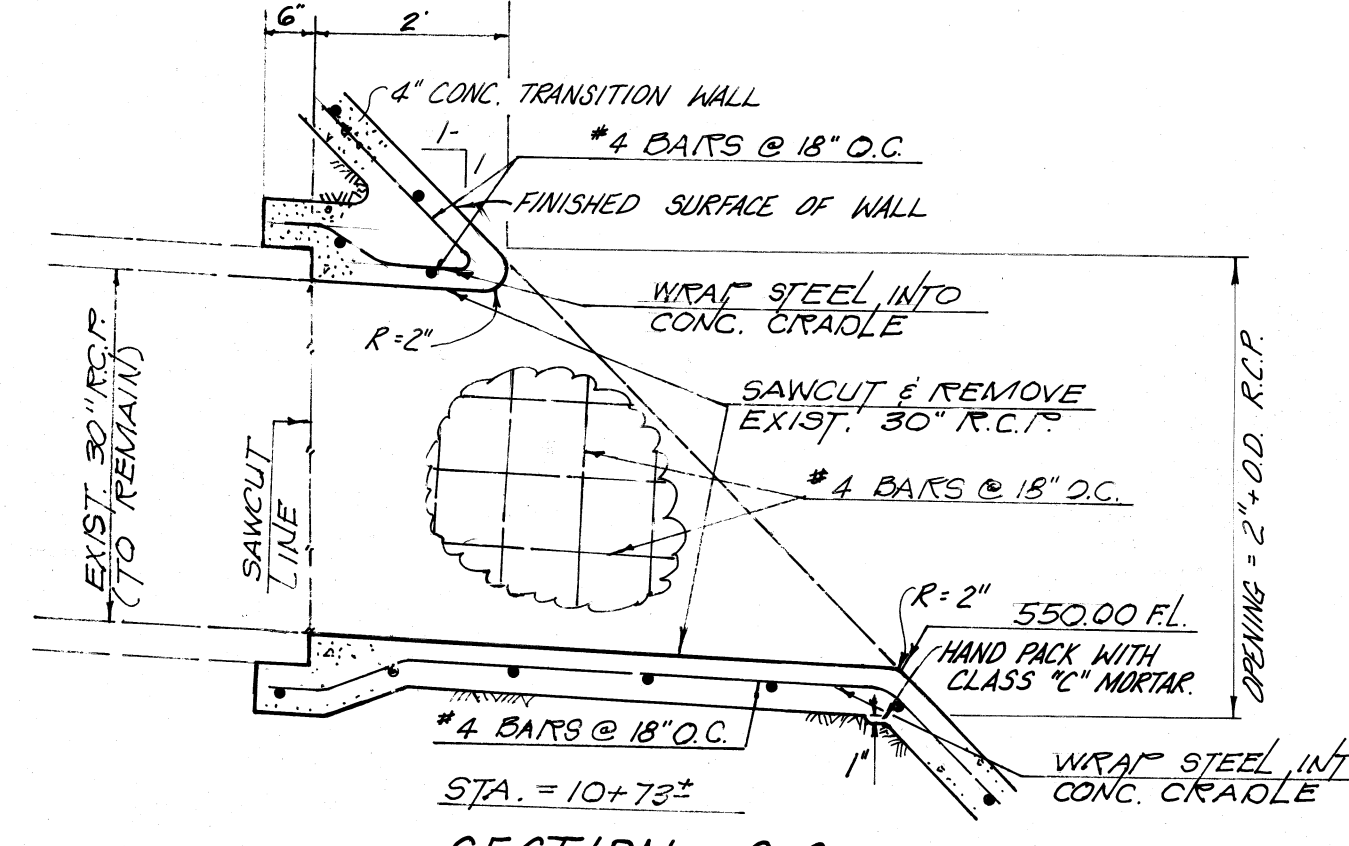 6" 2'
4" CONC. TRANSITION WALL
1
1
#4 BARS @ 18" O.C.
FINISHED SURFACE OF WALL
WRAP STEEL INTO
CONC. CRADLE
R=2"
EXIST. 30" R.C.P.
(TO REMAIN)
SAWCUT
LINE
SAWCUT & REMOVE
EXIST. 30" R.C.P.
#4 BARS @ 18" O.C.
OPENING = 2" + O.D. R.C.P.
R=2"
550.00 F.L.
HAND PACK WITH
CLASS "C" MORTAR.
#4 BARS @ 18" O.C.
1"
WRAP STEEL INT
CONC. CRADLE
STA. = 10+73±
SECTION